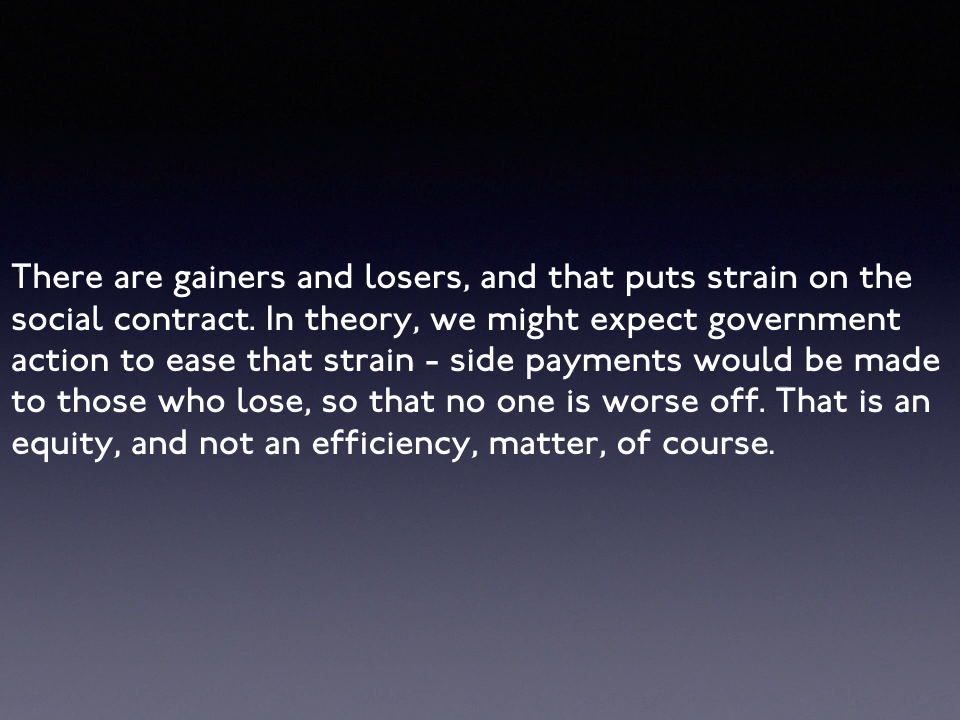 There are gainers and losers, and that puts strain on the
social contract. In theory, we might expect government
action to ease that strain - side payments would be made
to those who lose, so that no one is worse off. That is an
equity, and not an efficiency, matter, of course.